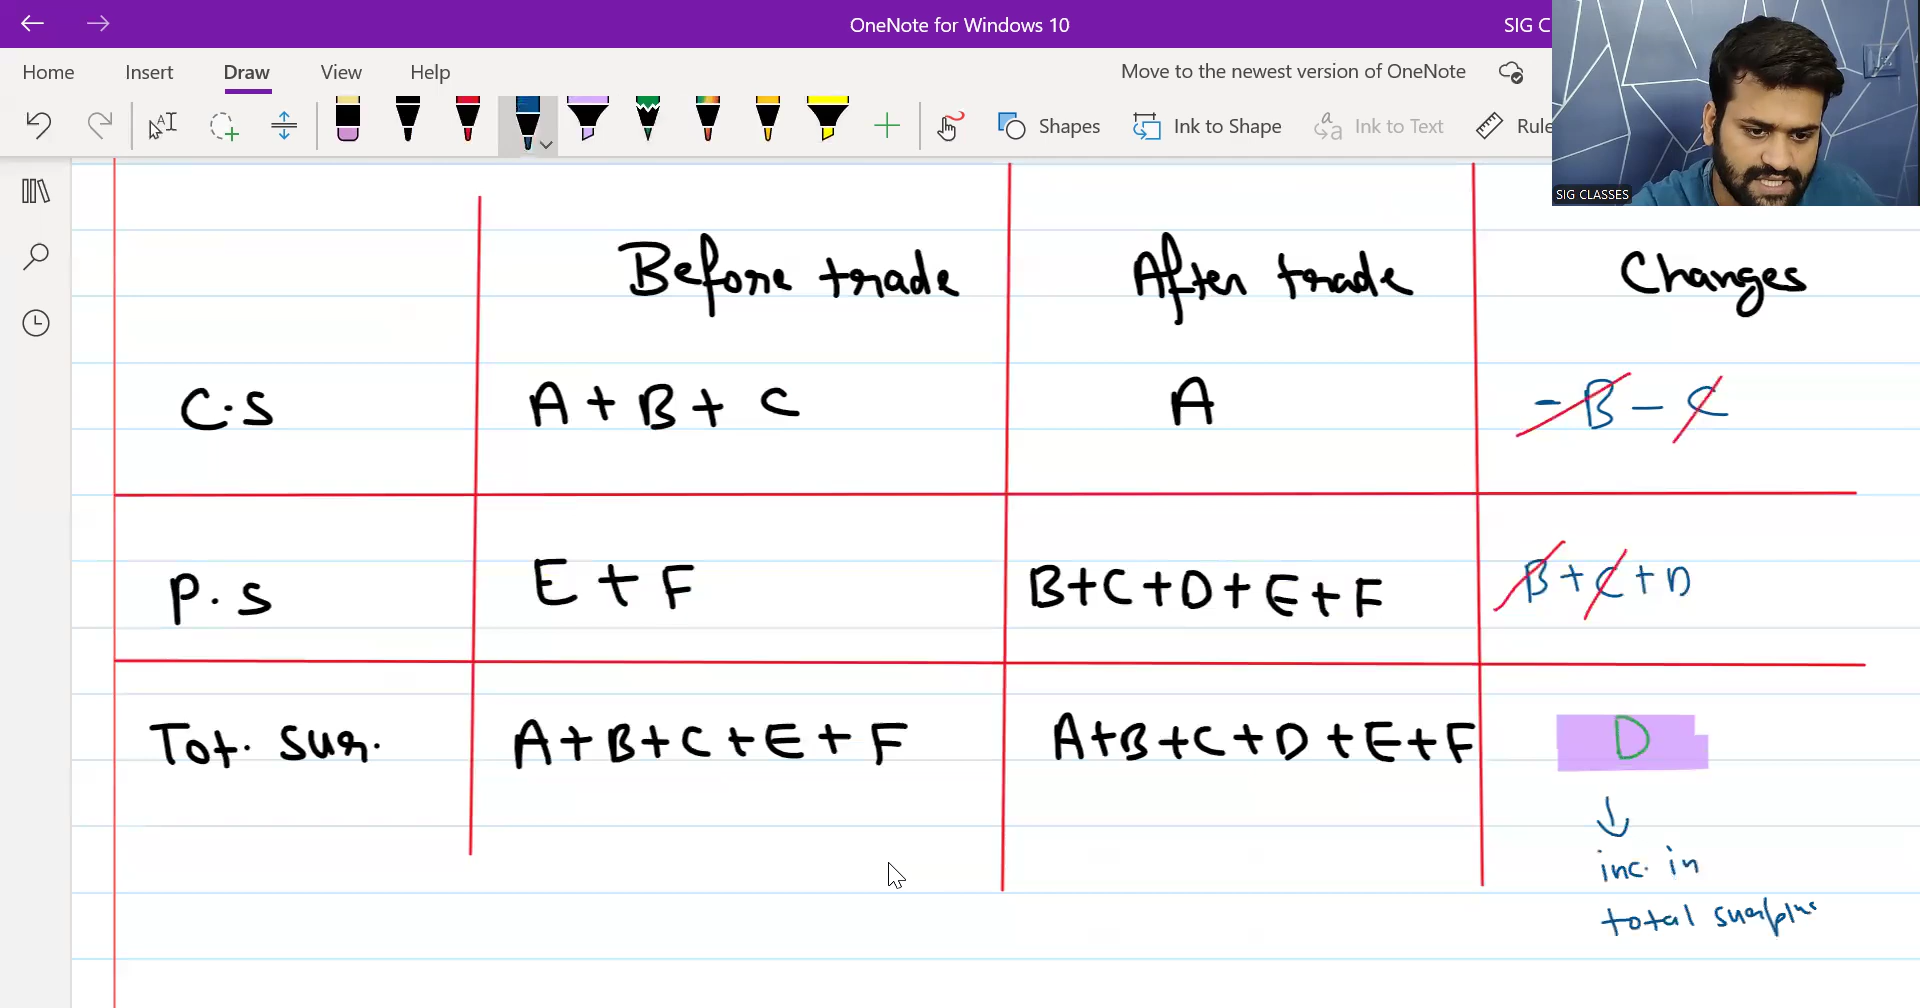 OneNote for Windows 10
SIG C
Home Insert Draw View Help
Move to the newest version of OneNote
Shapes Ink to Shape Ink to Text Rule
SIG CLASSES
Before trade After trade Changes
C.S A + B + C A - B - C
P.S E + F B+C+D+E+F B + C + D
Tot. sur. A+B+C+E+F A+B+C+D+E+F D
inc. in
total surplus